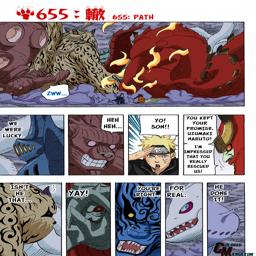 655：轍
655: PATH
ZWW...
WE
WERE
LUCKY
HEH
HEH...
YO!
SON!!
YOU KEPT
YOUR
PROMISE,
UZUMAKI
NARUTO?
I'M
IMPRESSED
THAT YOU
REALLY
RESCUED
US!
ISN'T
HE
THAT...
YAY!
YOU'RE
RIGHT...
FOR
REAL.
HE
DONE
IT!